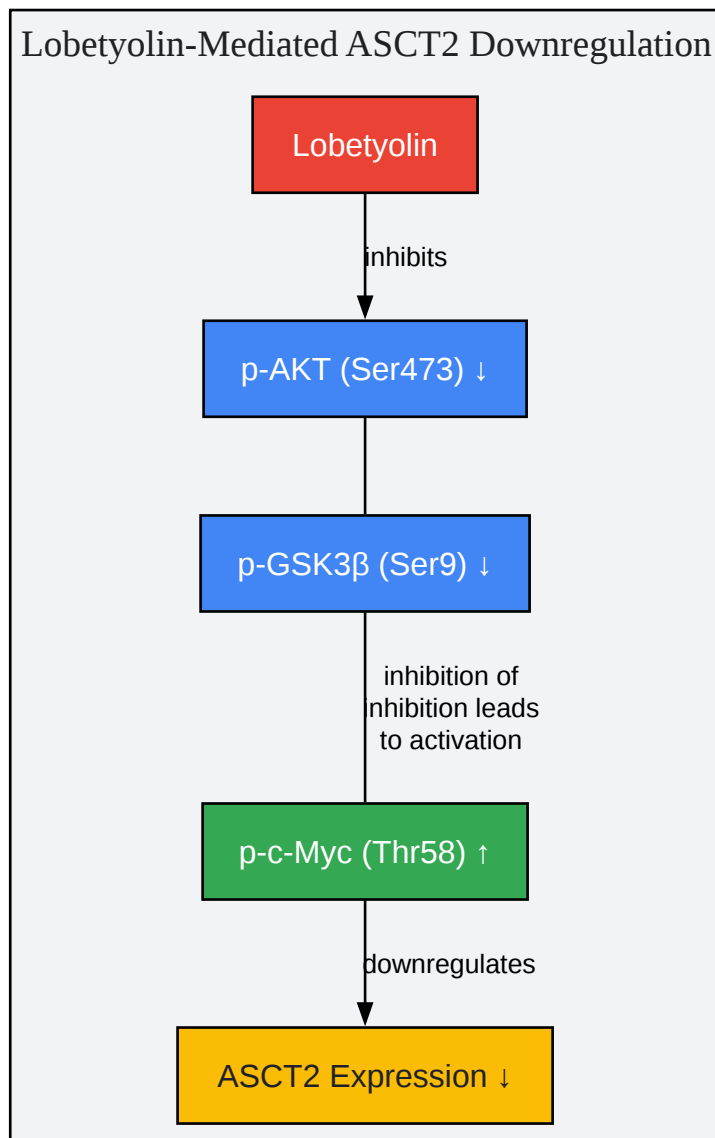 Lobetyolin-Mediated ASCT2 Downregulation
Lobetyolin
inhibits
p-AKT (Ser473) ↓
p-GSK3β (Ser9) ↓
inhibition of
inhibition leads
to activation
p-c-Myc (Thr58) ↑
downregulates
ASCT2 Expression ↓